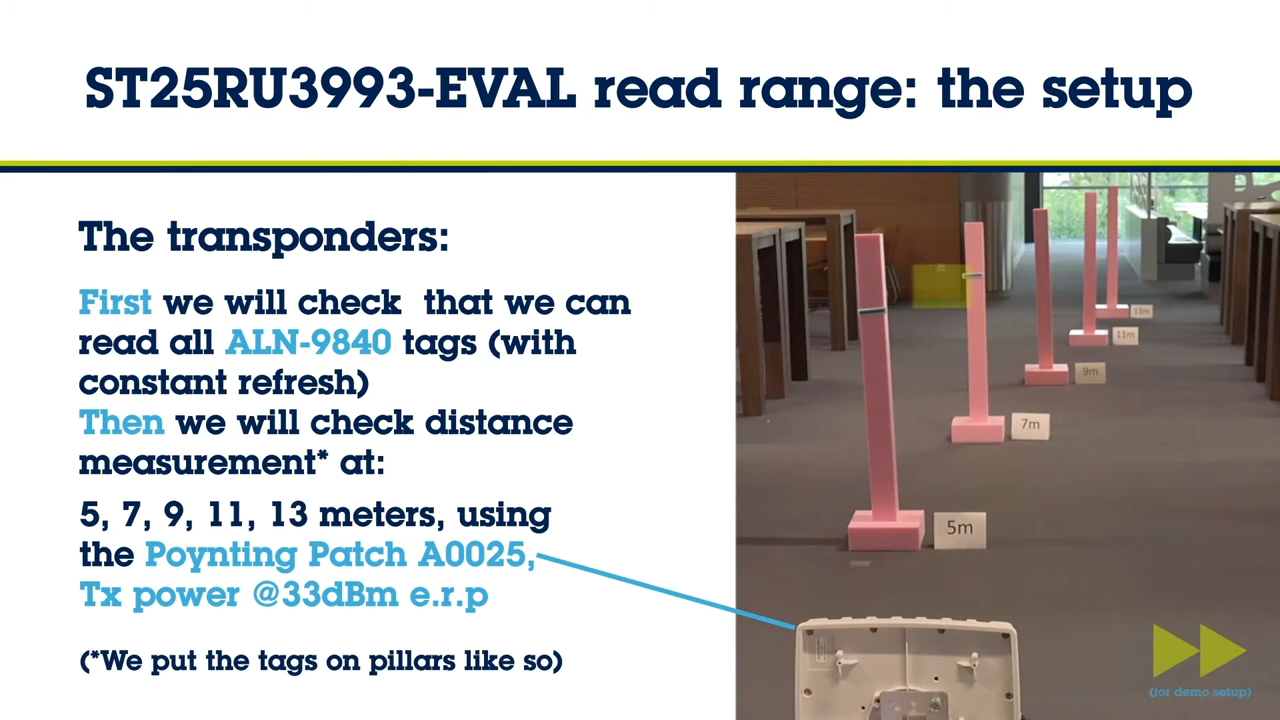 ST25RU3993-EVAL read range: the setup
The transponders:
First we will check that we can
read all ALN-9840 tags (with
constant refresh)
Then we will check distance
measurement* at:
5, 7, 9, 11, 13 meters, using
the Poynting Patch A0025,
Tx power @33dBm e.r.p
(*We put the tags on pillars like so)
13m
11m
9m
7m
5m
(for demo setup)